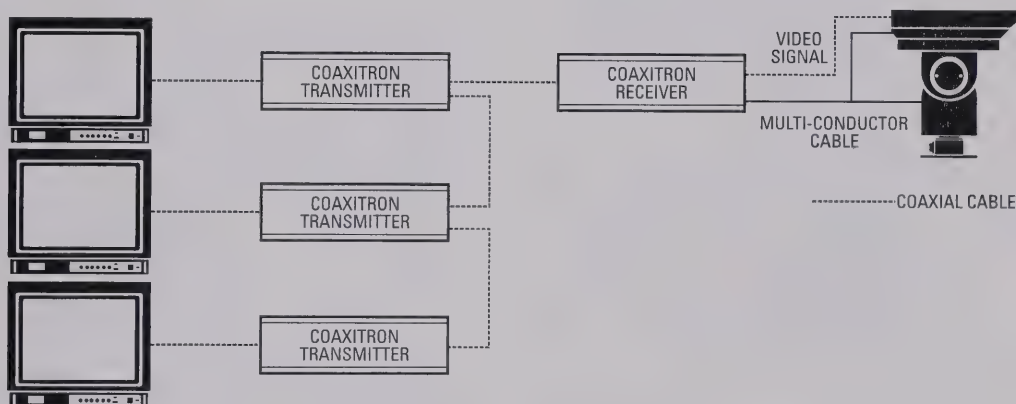 COAXITRON
TRANSMITTER
COAXITRON
RECEIVER
VIDEO
SIGNAL
MULTI-CONDUCTOR
CABLE
COAXITRON
TRANSMITTER
COAXIAL CABLE
COAXITRON
TRANSMITTER